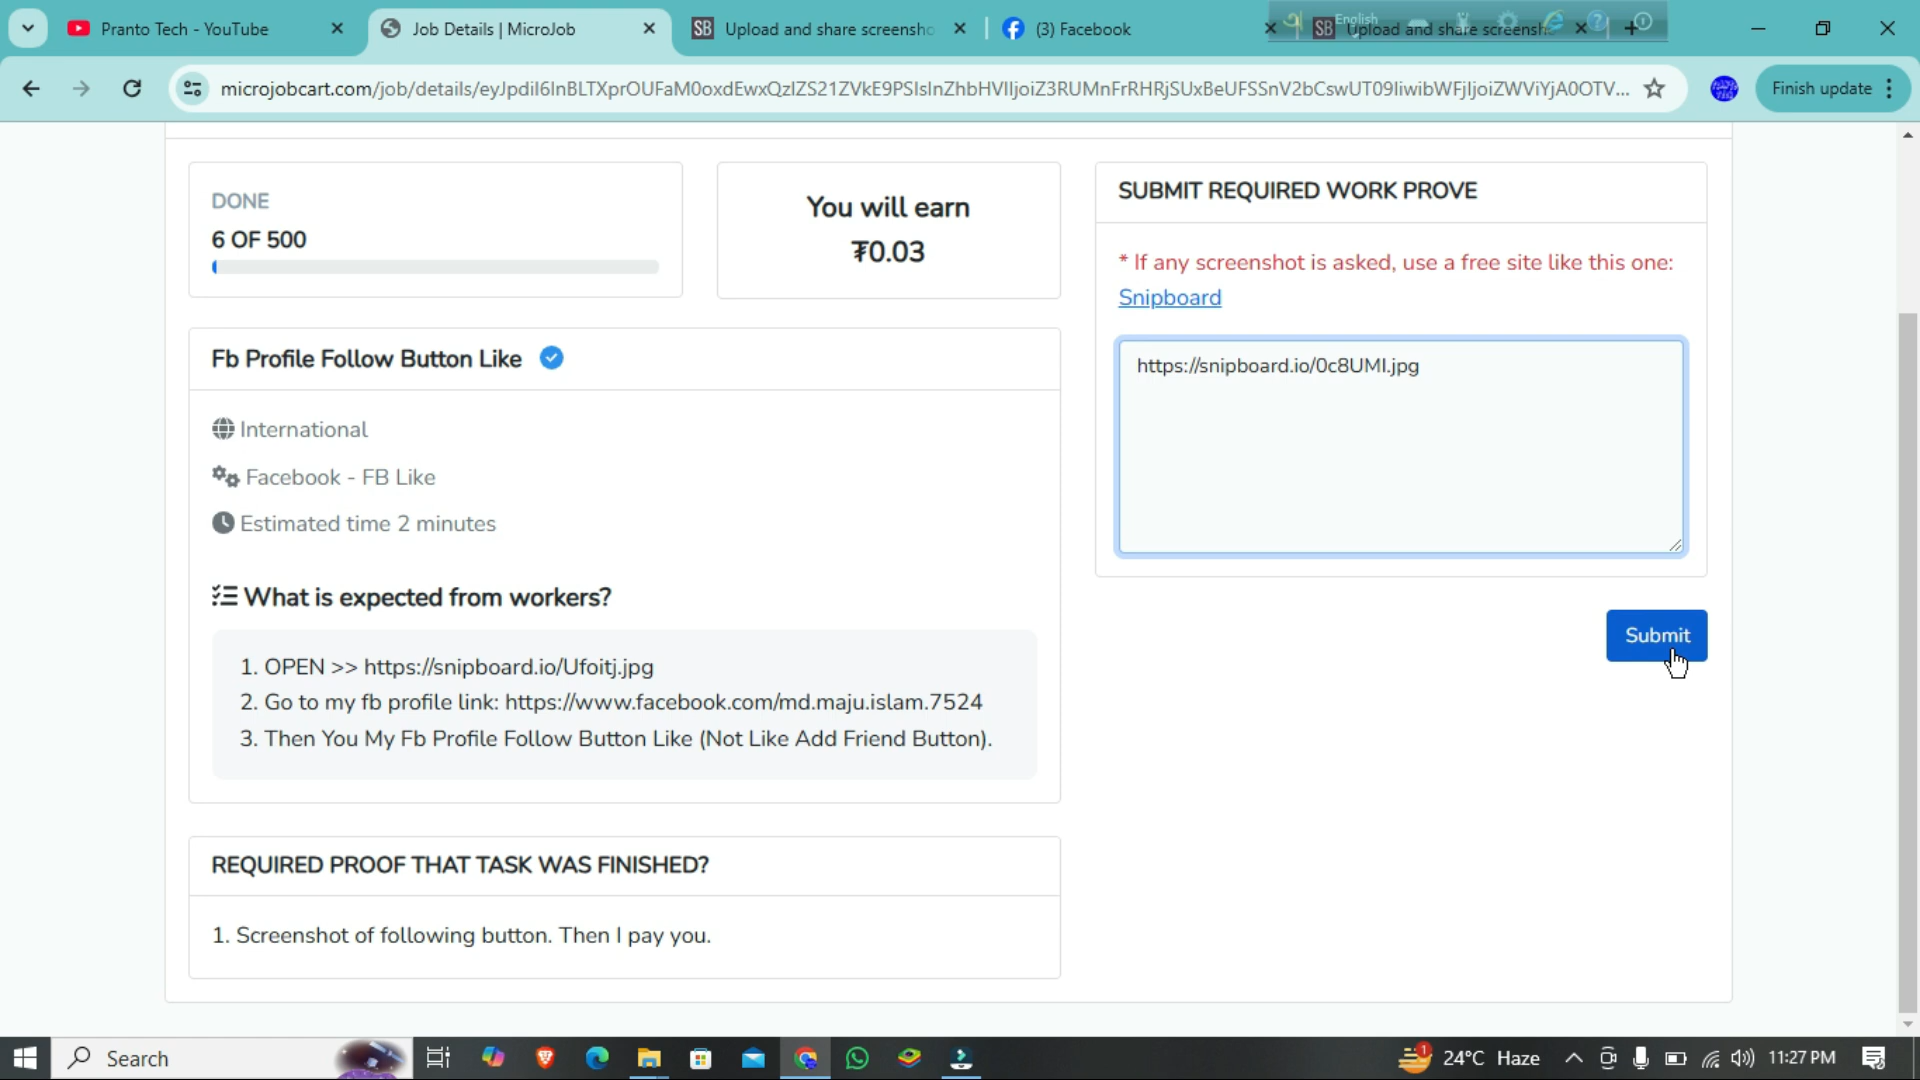 Pranto Tech - YouTube
Job Details | MicroJob
SB Upload and share screensho
(3) Facebook
SB Upload and share screensh
English
microjobcart.com/job/details/
Finish update
DONE
6 OF 500
You will earn
₮0.03
SUBMIT REQUIRED WORK PROVE
* If any screenshot is asked, use a free site like this one:
Snipboard
https://snipboard.io/0c8UMI.jpg
Submit
Fb Profile Follow Button Like
International
Facebook - FB Like
Estimated time 2 minutes
What is expected from workers?
1. OPEN >> https://snipboard.io/Ufoitj.jpg
2. Go to my fb profile link: https://www.facebook.com/md.maju.islam.7524
3. Then You My Fb Profile Follow Button Like (Not Like Add Friend Button).
REQUIRED PROOF THAT TASK WAS FINISHED?
1. Screenshot of following button. Then I pay you.
Search
1
24°C Haze
11:27 PM